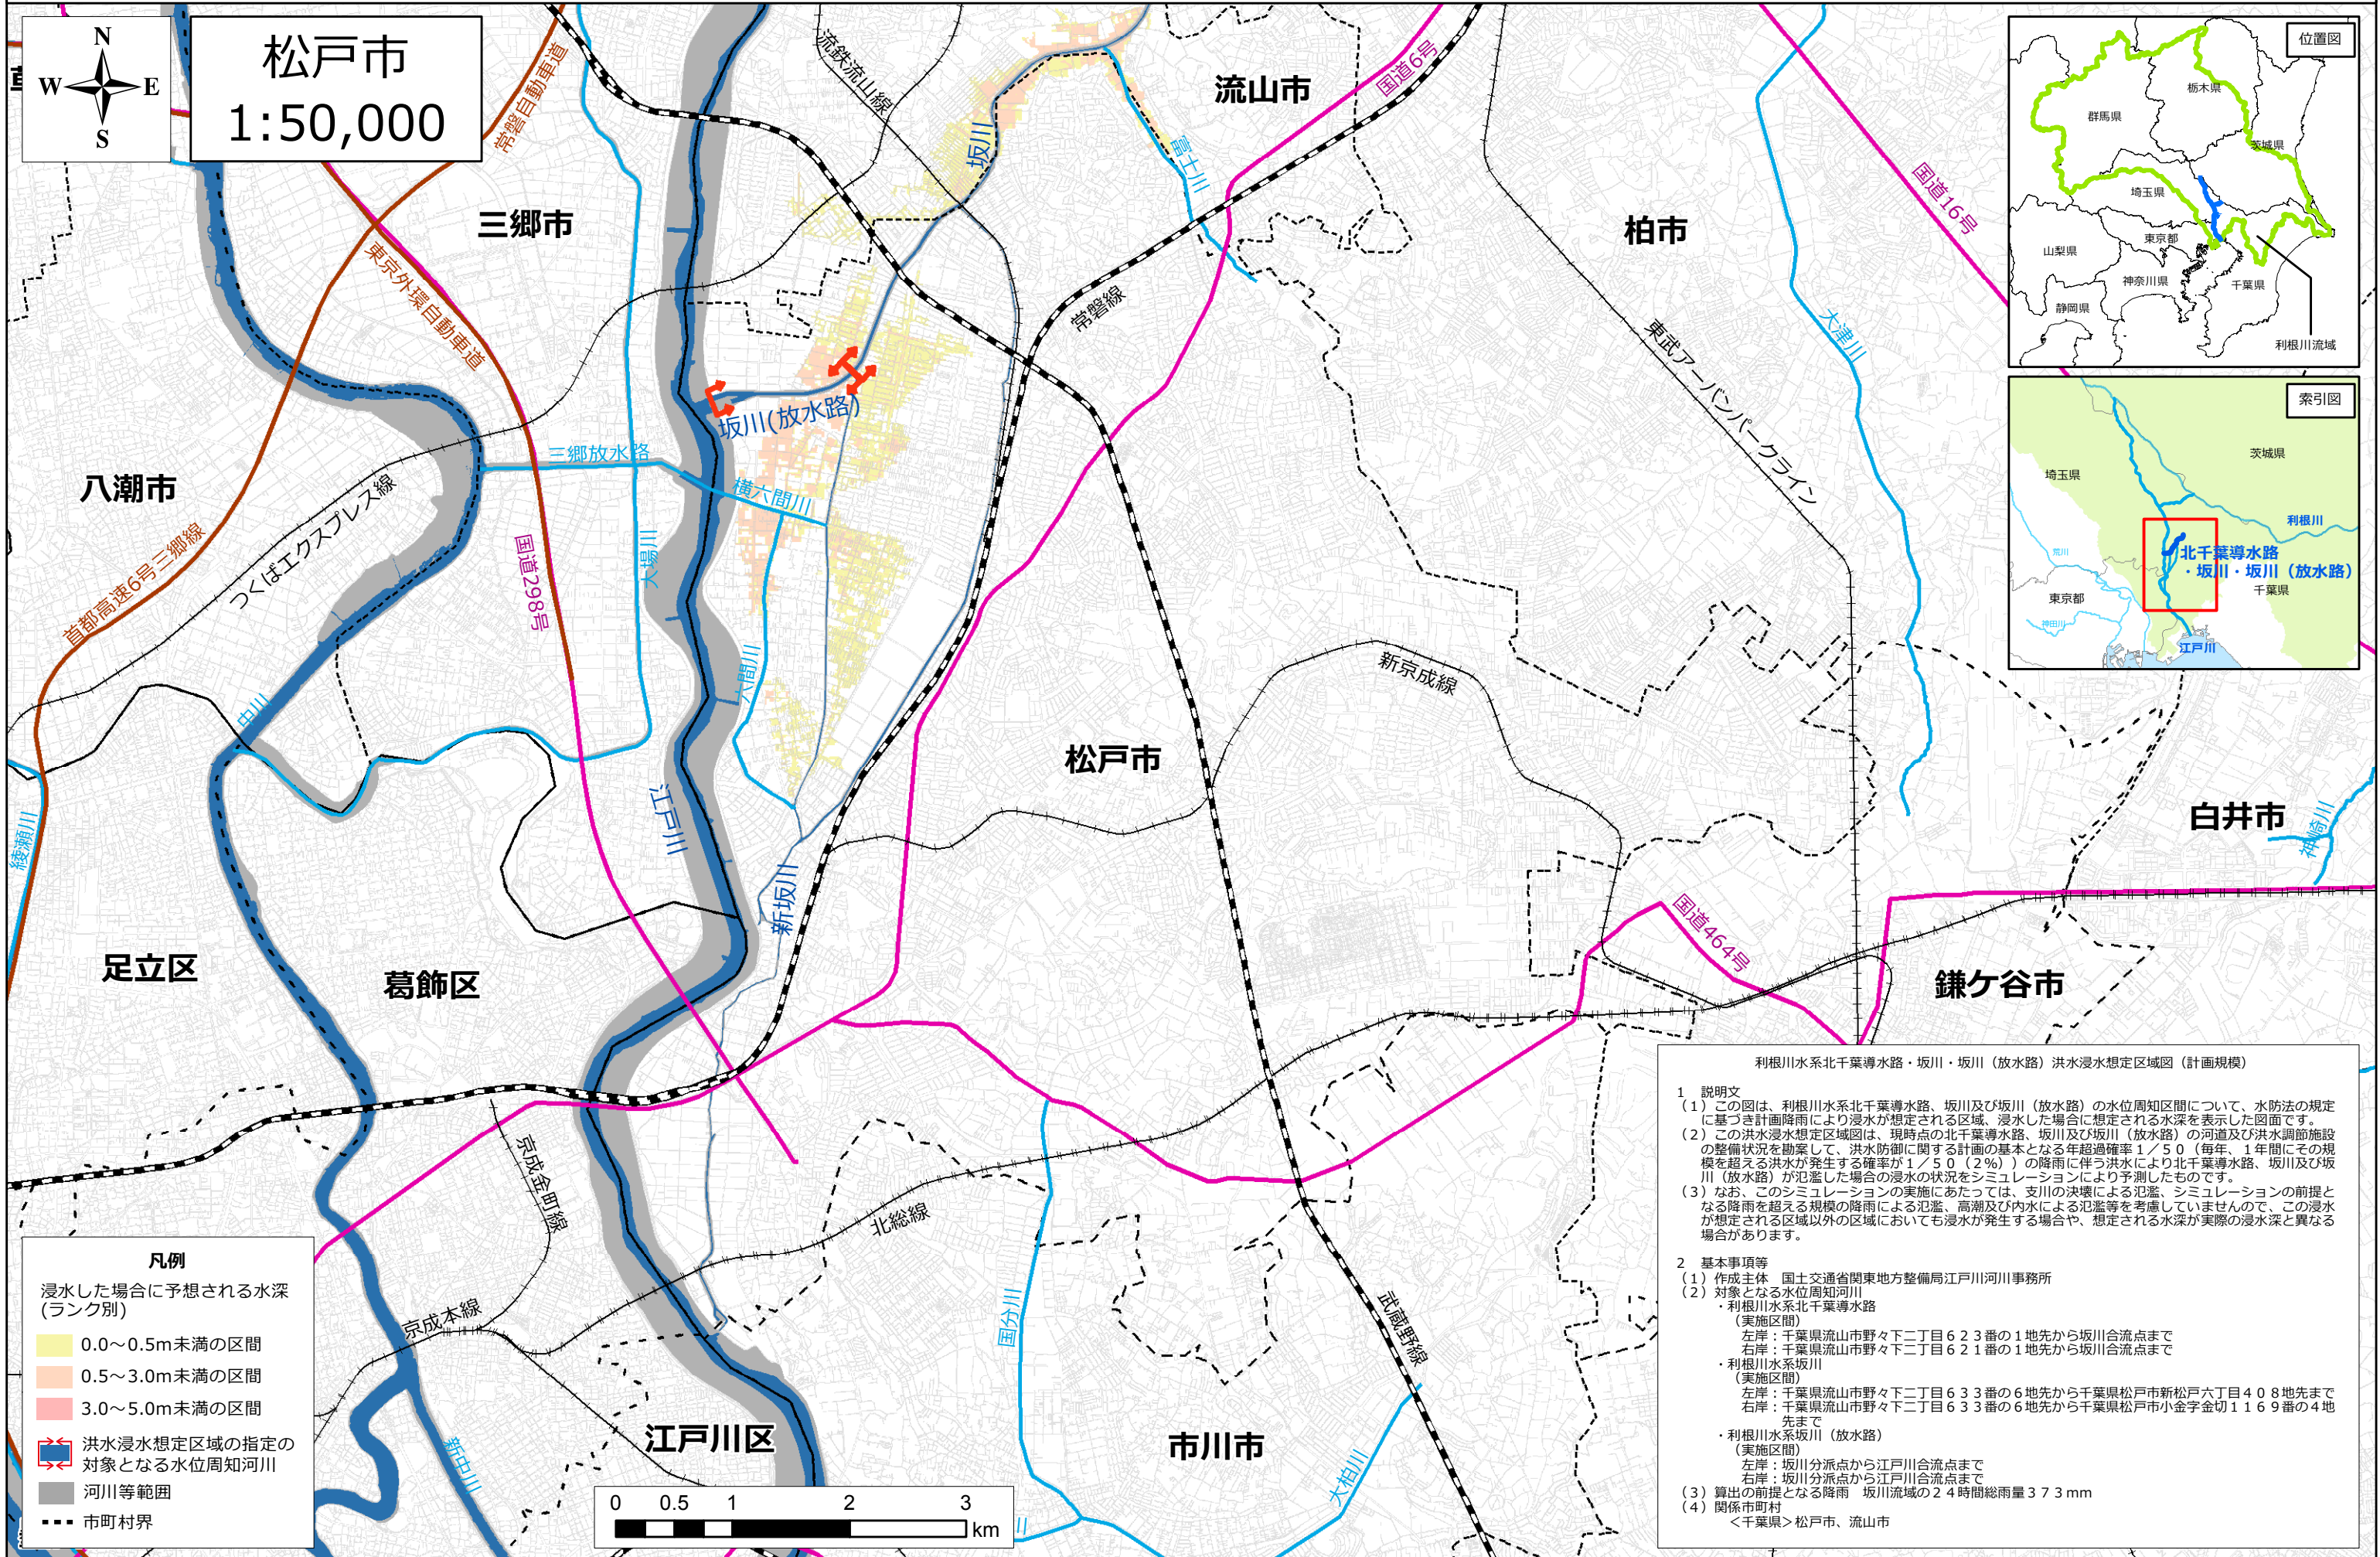 N
W
E
S
松戸市
1:50,000
流鉄流山線
常磐自動車道
流山市
国道6号
坂川
富士川
三郷市
柏市
国道16号
東京外環自動車道
常磐線
大津川
東武アーバンパークライン
坂川(放水路)
三郷放水路
横六間川
八潮市
つくばエクスプレス線
首都高速6号三郷線
国道298号
大場川
六間川
新京成線
中川
松戸市
江戸川
綾瀬川
新坂川
白井市
神崎川
足立区
葛飾区
国道464号
鎌ケ谷市
京成金町線
北総線
京成本線
国分川
武蔵野線
新中川
江戸川区
市川市
大柏川
位置図
栃木県
群馬県
茨城県
埼玉県
東京都
山梨県
神奈川県
千葉県
静岡県
利根川流域
索引図
茨城県
埼玉県
利根川
荒川
北千葉導水路
・坂川・坂川（放水路）
千葉県
東京都
神田川
江戸川
凡例
浸水した場合に予想される水深
(ランク別)
0.0～0.5m未満の区間
0.5～3.0m未満の区間
3.0～5.0m未満の区間
洪水浸水想定区域の指定の
対象となる水位周知河川
河川等範囲
市町村界
0 0.5 1 2 3
km
利根川水系北千葉導水路・坂川・坂川（放水路）洪水浸水想定区域図（計画規模）
1 説明文
（1）この図は、利根川水系北千葉導水路、坂川及び坂川（放水路）の水位周知区間について、水防法の規定
に基づき計画降雨により浸水が想定される区域、浸水した場合に想定される水深を表示した図面です。
（2）この洪水浸水想定区域図は、現時点の北千葉導水路、坂川及び坂川（放水路）の河道及び洪水調節施設
の整備状況を勘案して、洪水防御に関する計画の基本となる年超過確率１／５０（毎年、１年間にその規
模を超える洪水が発生する確率が１／５０（２％））の降雨に伴う洪水により北千葉導水路、坂川及び坂
川（放水路）が氾濫した場合の浸水の状況をシミュレーションにより予測したものです。
（3）なお、このシミュレーションの実施にあたっては、支川の決壊による氾濫、シミュレーションの前提と
なる降雨を超える規模の降雨による氾濫、高潮及び内水による氾濫等を考慮していませんので、この浸水
が想定される区域以外の区域においても浸水が発生する場合や、想定される水深が実際の浸水深と異なる
場合があります。
2 基本事項等
（1）作成主体 国土交通省関東地方整備局江戸川河川事務所
（2）対象となる水位周知河川
・利根川水系北千葉導水路
（実施区間）
左岸：千葉県流山市野々下二丁目６２３番の１地先から坂川合流点まで
右岸：千葉県流山市野々下二丁目６２１番の１地先から坂川合流点まで
・利根川水系坂川
（実施区間）
左岸：千葉県流山市野々下二丁目６３３番の６地先から千葉県松戸市新松戸六丁目４０８地先まで
右岸：千葉県流山市野々下二丁目６３３番の６地先から千葉県松戸市小金字金切１１６９番の４地
先まで
・利根川水系坂川（放水路）
（実施区間）
左岸：坂川分派点から江戸川合流点まで
右岸：坂川分派点から江戸川合流点まで
（3）算出の前提となる降雨 坂川流域の２４時間総雨量３７３mm
（4）関係市町村
＜千葉県＞松戸市、流山市